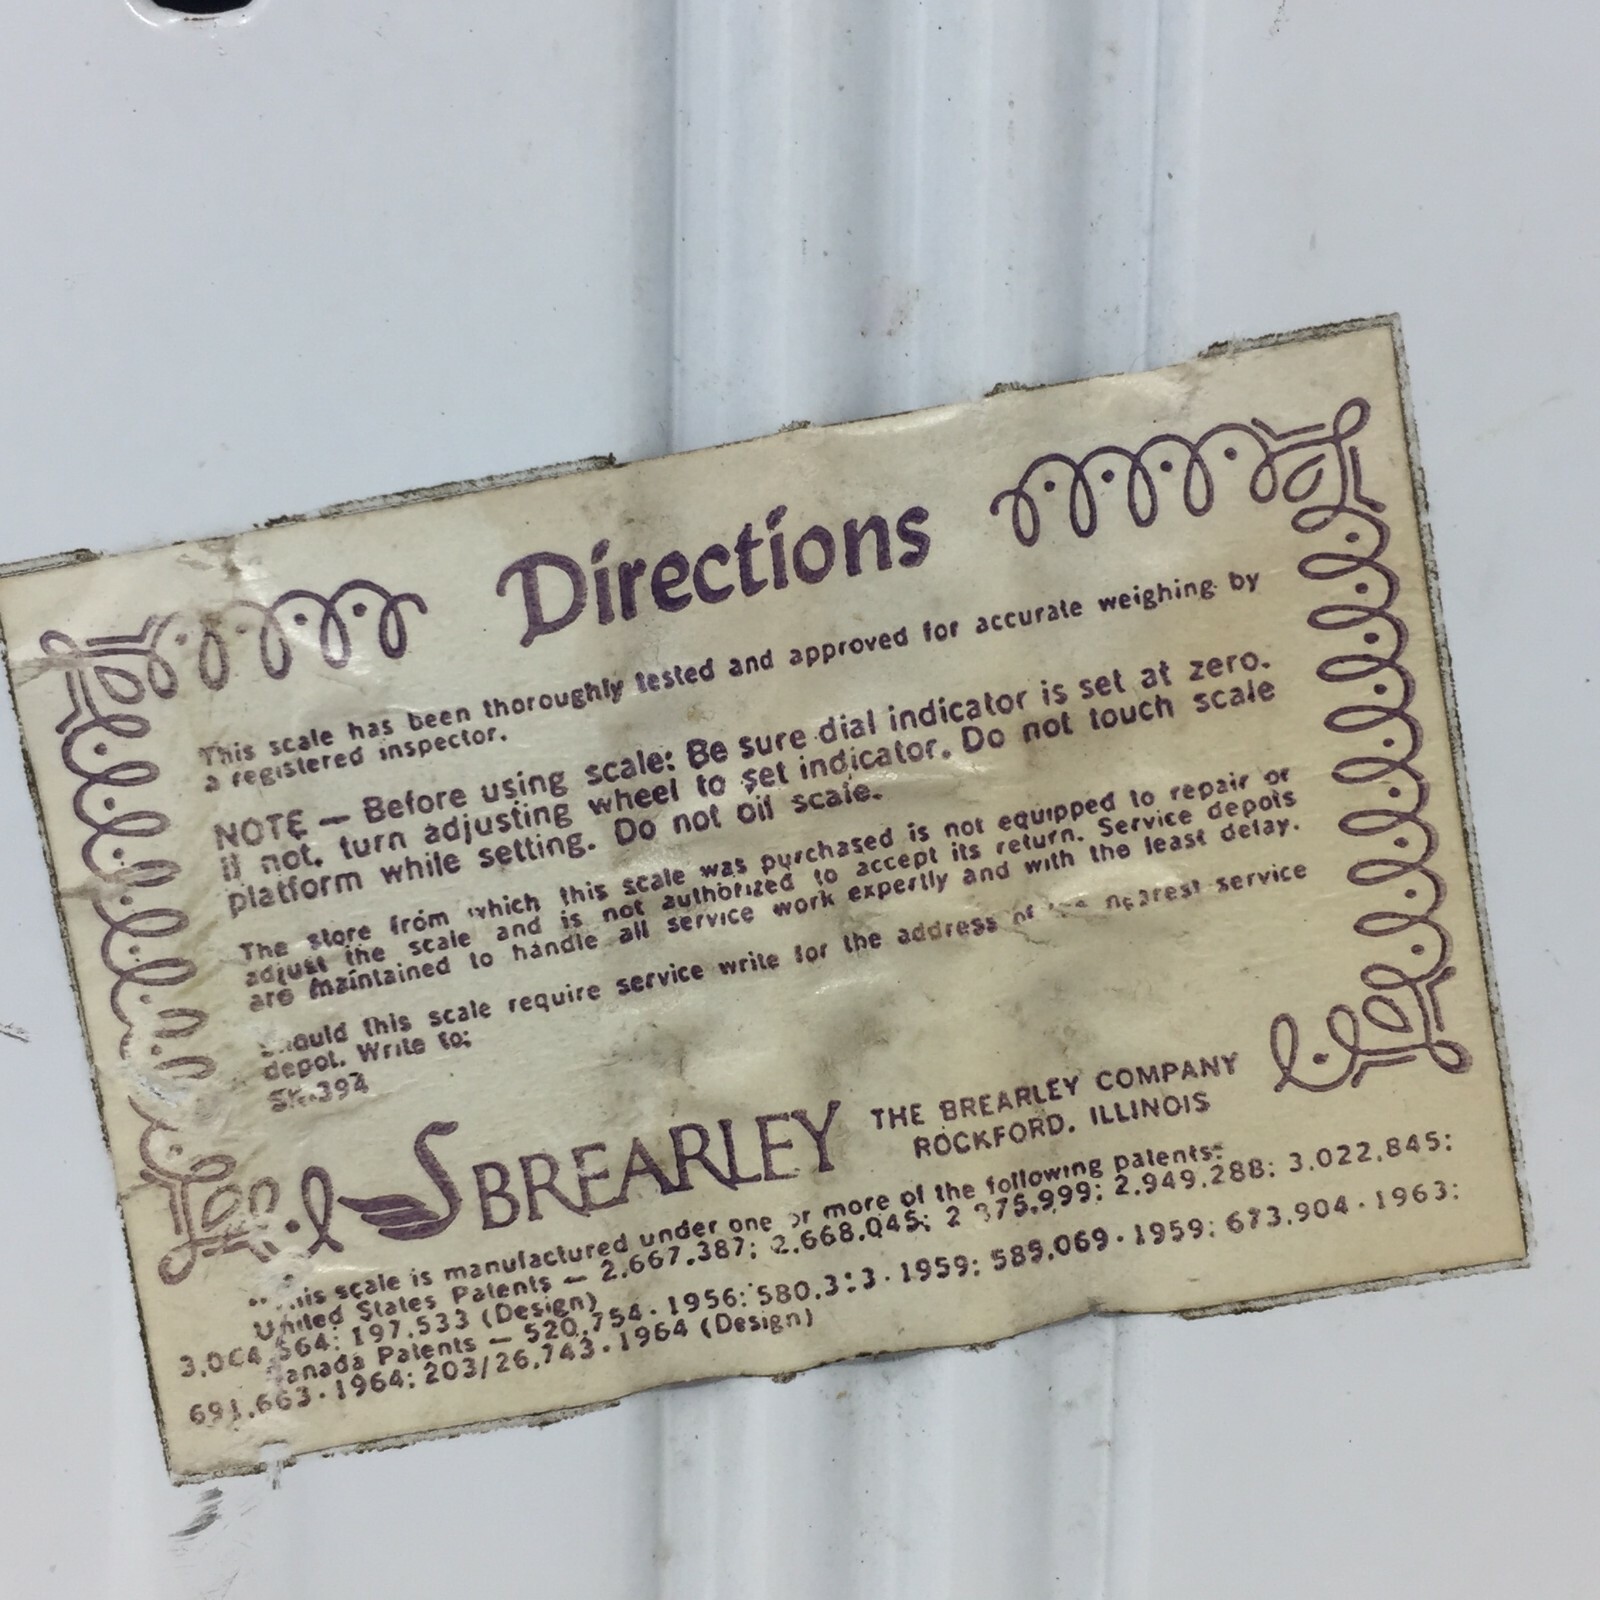 Directions
This scale has been thoroughly tested and approved for accurate weighing by
a registered inspector.
NOTE — Before using scale: Be sure dial indicator is set at zero.
If not, turn adjusting wheel to set indicator. Do not touch scale
platform while setting. Do not oil scale.
The store from which this scale was purchased is not equipped to repair or
adjust the scale and is not authorized to accept its return. Service depots
are maintained to handle all service work expertly and with the least delay.
Should this scale require service write for the address of the nearest service
depot. Write to:
BREARLEY
THE BREARLEY COMPANY
ROCKFORD, ILLINOIS
This scale is manufactured under one or more of the following patents:
United States Patents — 2,667,387; 2,668,045; 2,949,288; 3,022,845;
197,533 (Design)
Canada Patents — 520,754-1956; 589,069-1959; 673,904-1963;
691,663-1964; 203/26,743-1964 (Design)